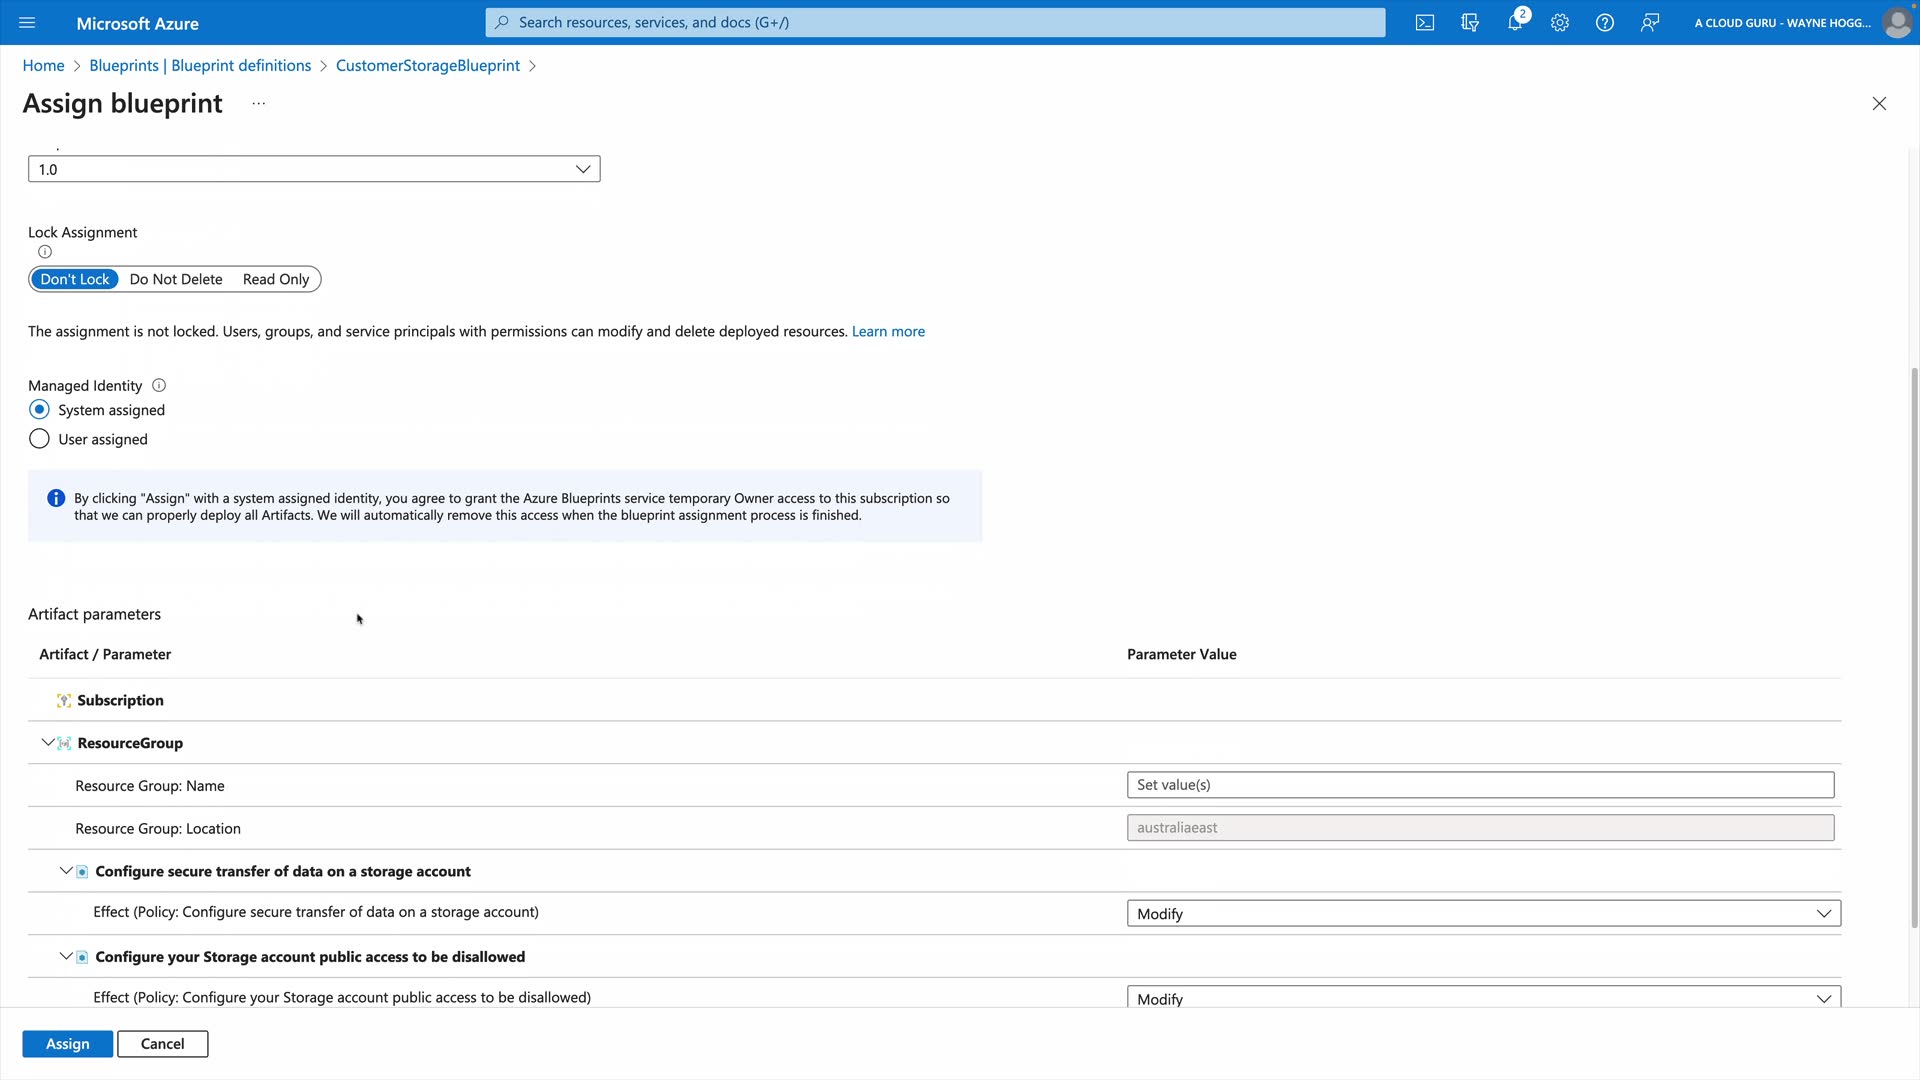 Microsoft Azure
Search resources, services, and docs (G+/)
2
A CLOUD GURU - WAYNE HOGG...
Home > Blueprints | Blueprint definitions > CustomerStorageBlueprint >
Assign blueprint ...
1.0
Lock Assignment
Don't Lock Do Not Delete Read Only
The assignment is not locked. Users, groups, and service principals with permissions can modify and delete deployed resources. Learn more
Managed Identity
System assigned
User assigned
By clicking "Assign" with a system assigned identity, you agree to grant the Azure Blueprints service temporary Owner access to this subscription so
that we can properly deploy all Artifacts. We will automatically remove this access when the blueprint assignment process is finished.
Artifact parameters
Artifact / Parameter Parameter Value
Subscription
ResourceGroup
Resource Group: Name Set value(s)
Resource Group: Location australiaeast
Configure secure transfer of data on a storage account
Effect (Policy: Configure secure transfer of data on a storage account) Modify
Configure your Storage account public access to be disallowed
Effect (Policy: Configure your Storage account public access to be disallowed) Modify
Assign Cancel